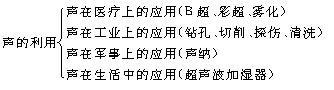 声的利用
声在医疗上的应用(B超、彩超、雾化)
声在工业上的应用(钻孔、切削、探伤、清洗)
声在军事上的应用(声纳)
声在生活中的应用(超声波加湿器)